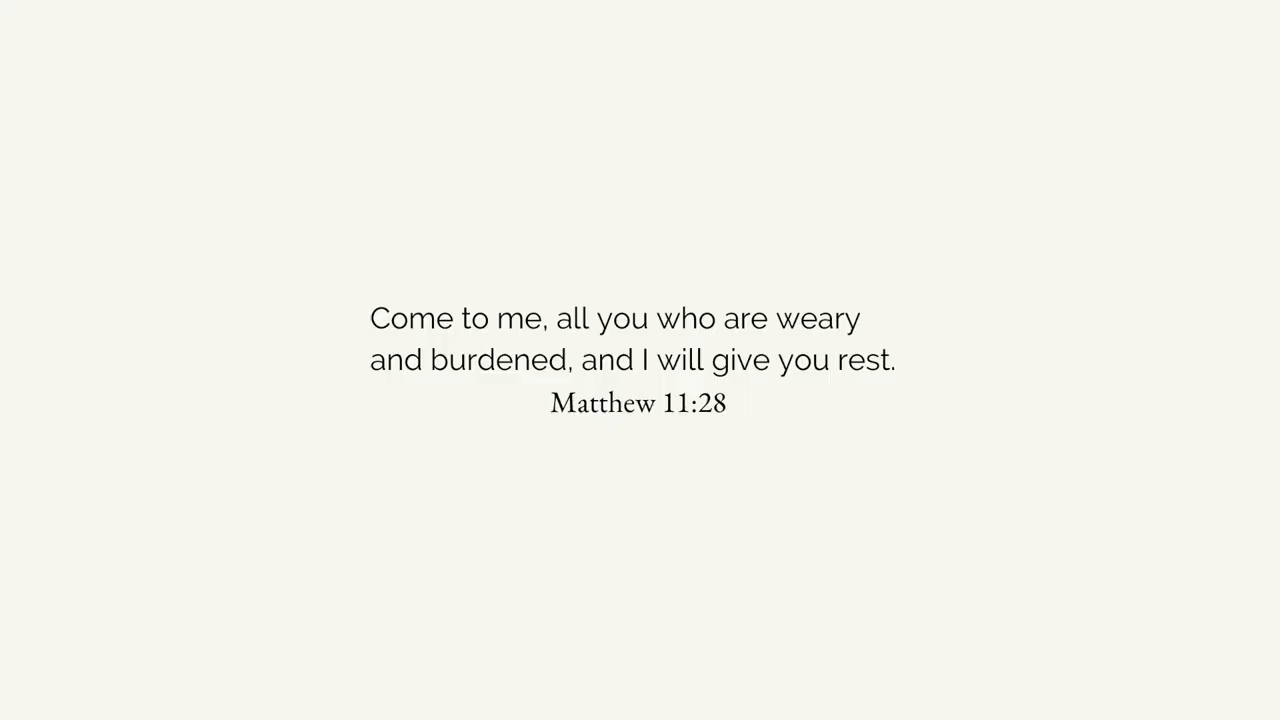 Come to me, all you who are weary
and burdened, and I will give you rest.
Matthew 11:28